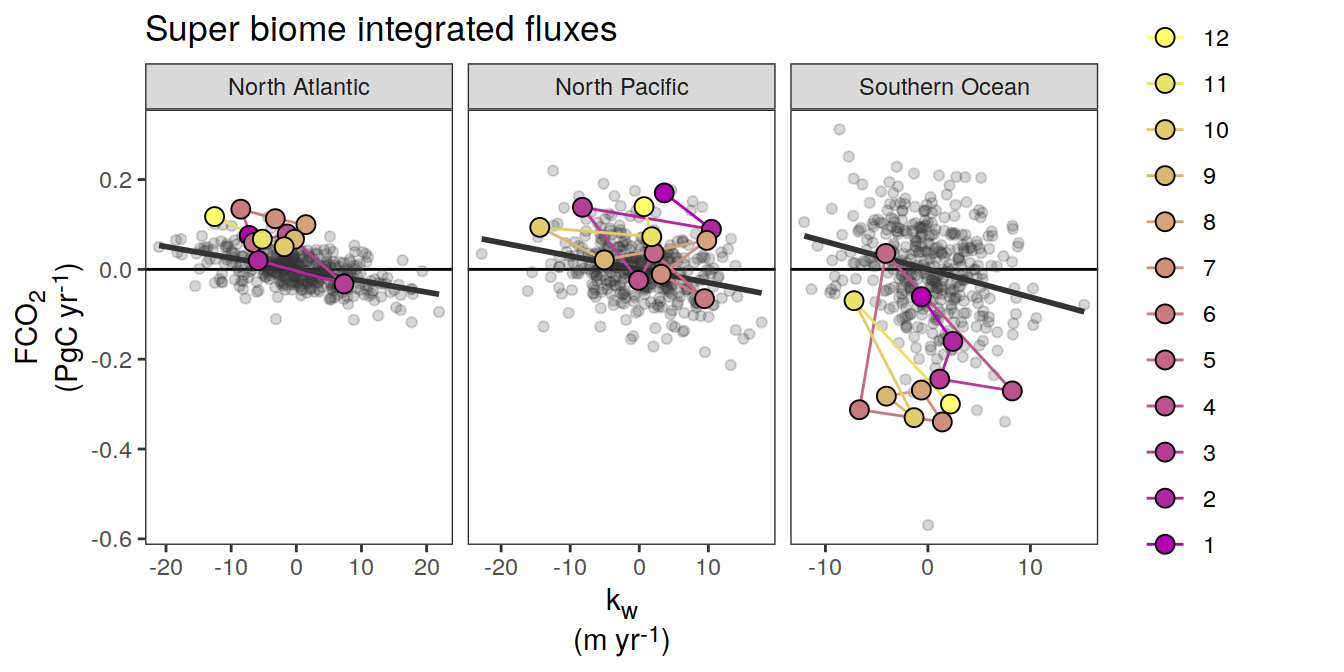 Super biome integrated fluxes
North Atlantic
North Pacific
Southern Ocean
FCO₂
(PgC yr⁻¹)
0.2
0.0
-0.2
-0.4
-0.6
-20 -10 0 10 20
-20 -10 0 10
-10 0 10
k_w
(m yr⁻¹)
12
11
10
9
8
7
6
5
4
3
2
1